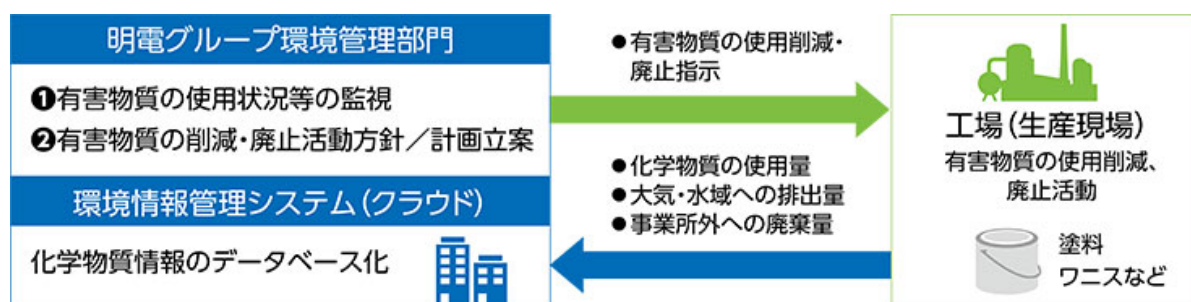 明電グループ環境管理部門
❶有害物質の使用状況等の監視
❷有害物質の削減・廃止活動方針／計画立案
環境情報管理システム（クラウド）
化学物質情報のデータベース化
●有害物質の使用削減・
廃止指示
●化学物質の使用量
●大気・水域への排出量
●事業所外への廃棄量
工場（生産現場）
有害物質の使用削減、
廃止活動
塗料
ワニスなど